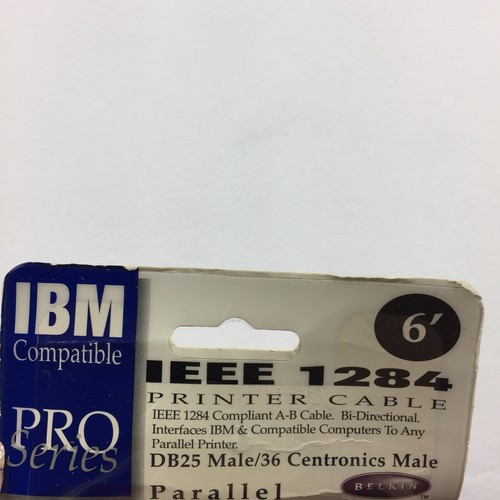 IBM
Compatible
PRO
Series
6'
IEEE 1284
PRINTER CABLE
IEEE 1284 Compliant A-B Cable. Bi-Directional.
Interfaces IBM & Compatible Computers To Any
Parallel Printer.
DB25 Male/36 Centronics Male
Parallel
BELKIN